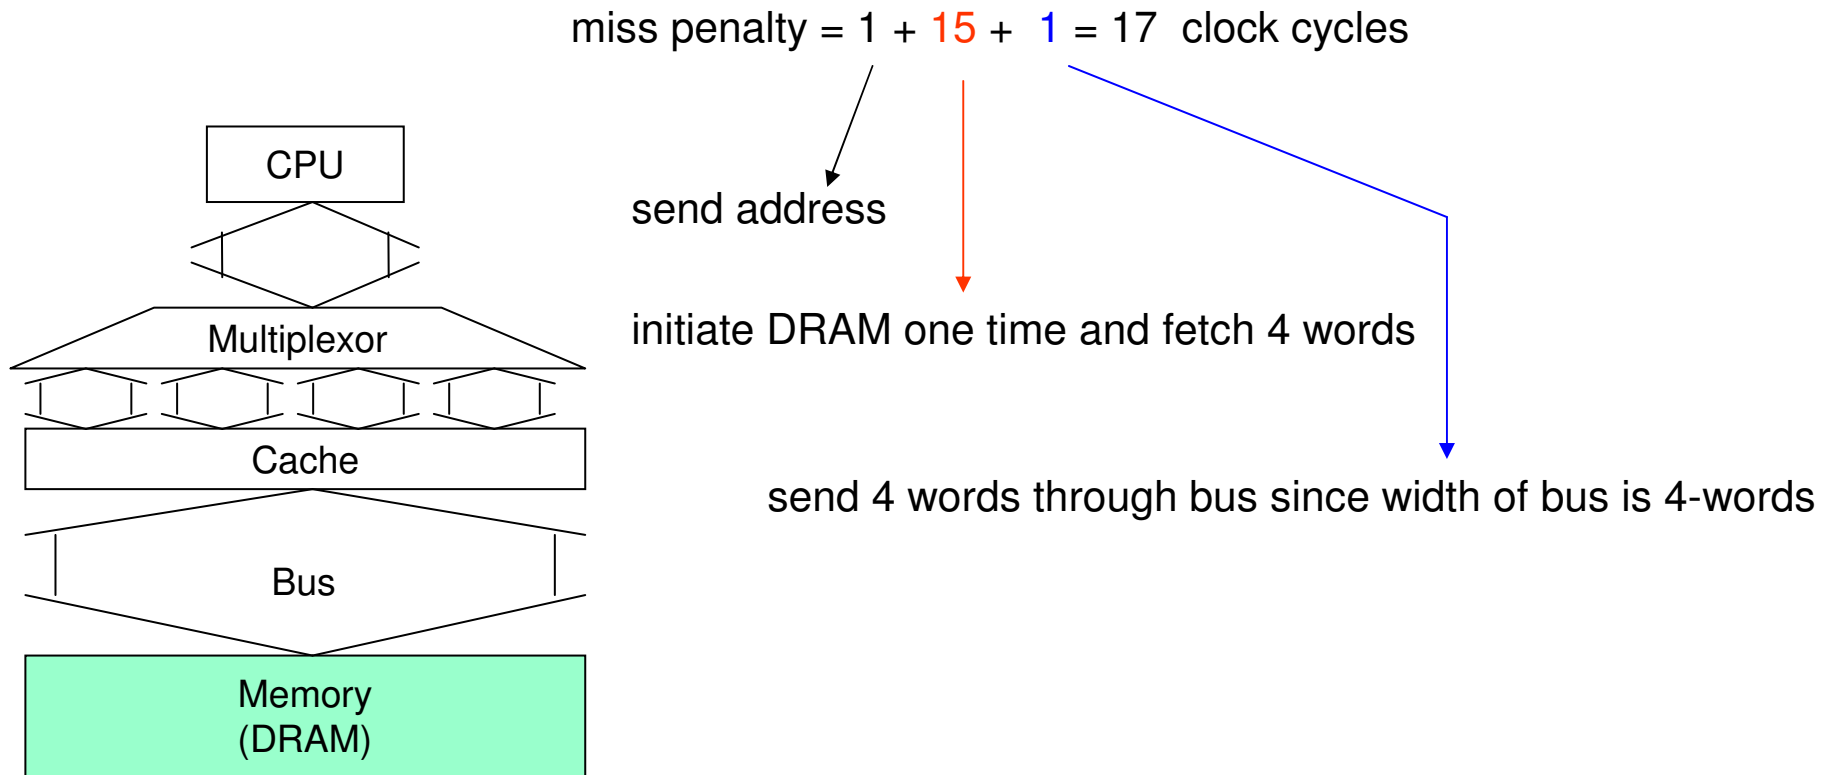 miss penalty = 1 + 15 + 1 = 17 clock cycles
CPU
send address
Multiplexor
initiate DRAM one time and fetch 4 words
Cache
send 4 words through bus since width of bus is 4-words
Bus
Memory
(DRAM)